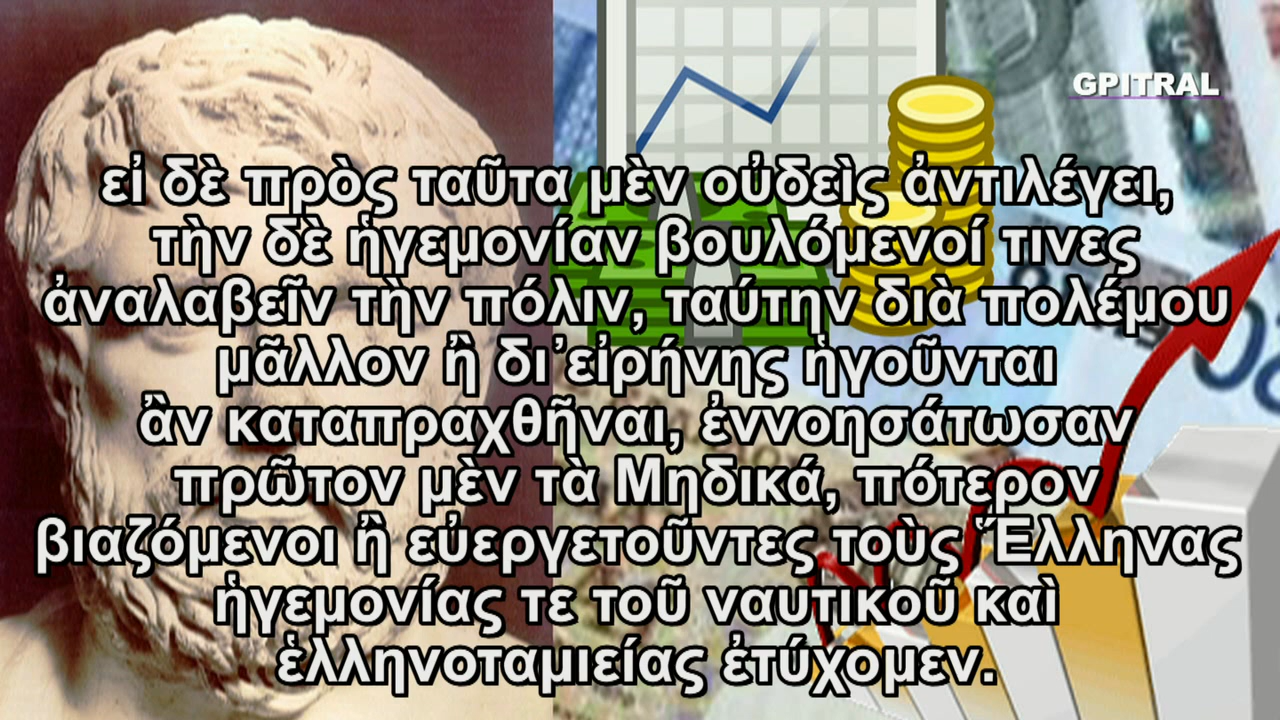 GPITRAL
εἰ δὲ πρὸς ταῦτα μὲν οὐδεὶς ἀντιλέγει,
τὴν δὲ ἡγεμονίαν βουλόμενοί τινες
ἀναλαβεῖν τὴν πόλιν, ταύτην διὰ πολέμου
μᾶλλον ἢ δι᾽εἰρήνης ἡγοῦνται
ἂν καταπραχθῆναι, ἐννοησάτωσαν
πρῶτον μὲν τὰ Μηδικά, πότερον
βιαζόμενοι ἢ εὐεργετοῦντες τοὺς Ἕλληνας
ἡγεμονίας τε τοῦ ναυτικοῦ καὶ
ἑλληνοταμιείας ἐτύχομεν.